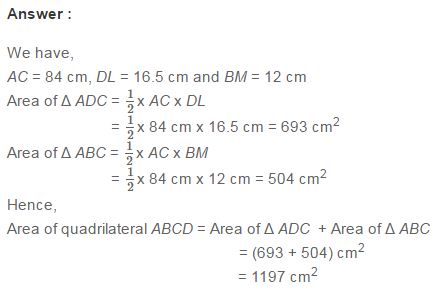 Answer :
We have,
AC = 84 cm, DL = 16.5 cm and BM = 12 cm
Area of Δ ADC = 1/2 x AC x DL
= 1/2 x 84 cm x 16.5 cm = 693 cm²
Area of Δ ABC = 1/2 x AC x BM
= 1/2 x 84 cm x 12 cm = 504 cm²
Hence,
Area of quadrilateral ABCD = Area of Δ ADC + Area of Δ ABC
= (693 + 504) cm²
= 1197 cm²